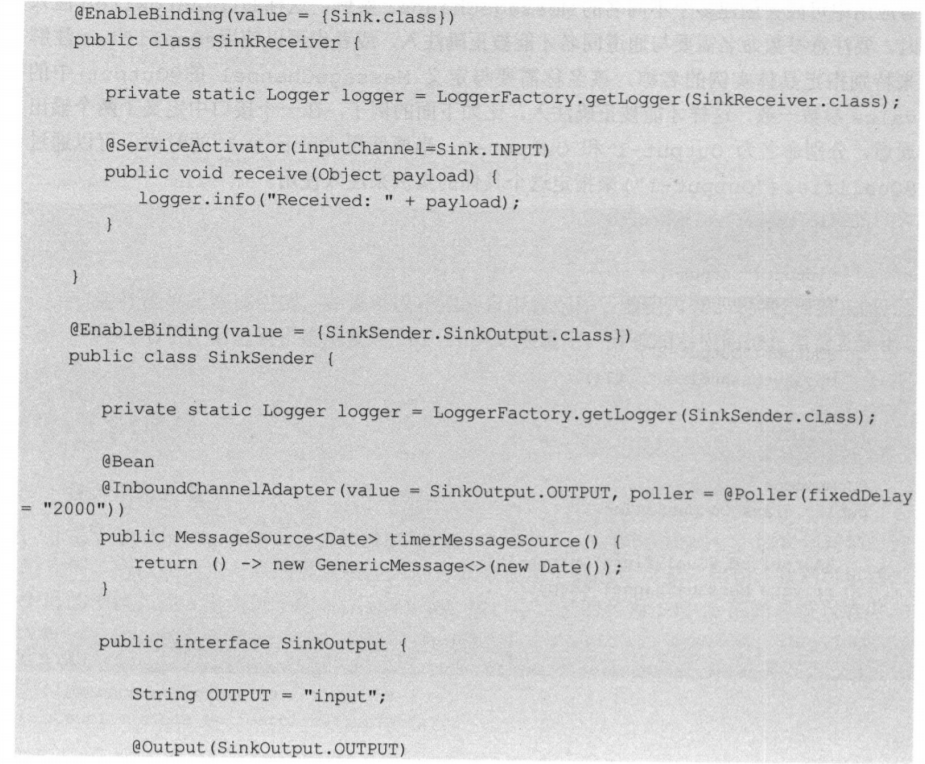 @EnableBinding(value = {Sink.class})
public class SinkReceiver {
private static Logger logger = LoggerFactory.getLogger(SinkReceiver.class);
@ServiceActivator(inputChannel=Sink.INPUT)
public void receive(Object payload) {
logger.info("Received: " + payload);
}
}
@EnableBinding(value = {SinkSender.SinkOutput.class})
public class SinkSender {
private static Logger logger = LoggerFactory.getLogger(SinkSender.class);
@Bean
@InboundChannelAdapter(value = SinkOutput.OUTPUT, poller = @Poller(fixedDelay
= "2000"))
public MessageSource<Date> timerMessageSource() {
return () -> new GenericMessage<>(new Date());
}
public interface SinkOutput {
String OUTPUT = "input";
@Output(SinkOutput.OUTPUT)